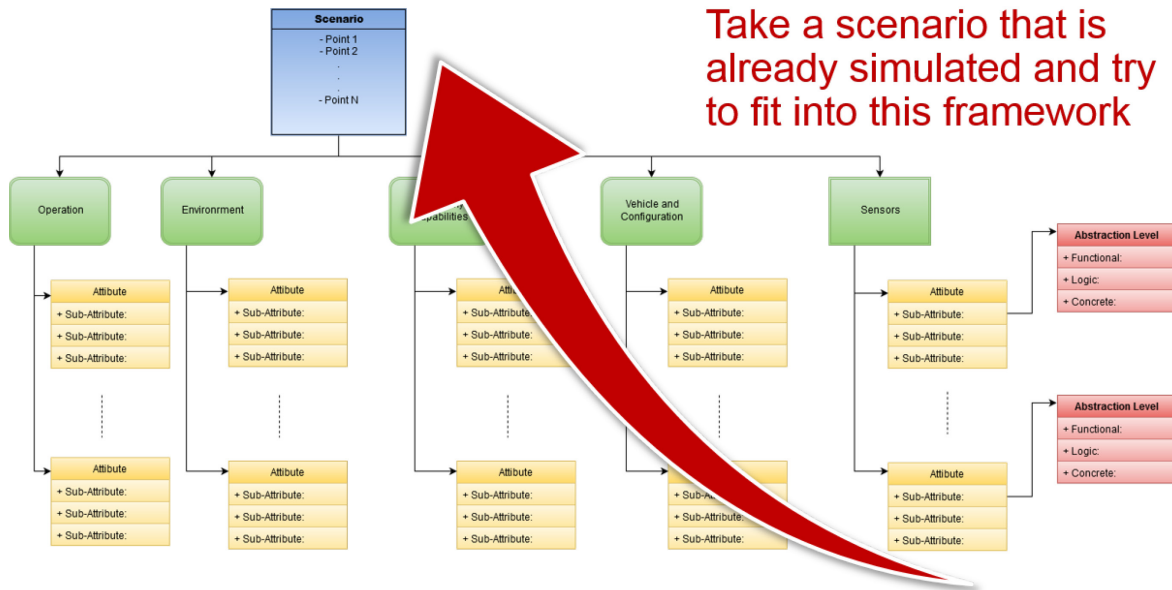 Scenario
- Point 1
- Point 2
.
.
.
- Point N
Take a scenario that is
already simulated and try
to fit into this framework
Operation
Environrment
Vehicle and
Configuration
Sensors
Attibute
+ Sub-Attribute:
+ Sub-Attribute:
+ Sub-Attribute:
Attibute
+ Sub-Attribute:
+ Sub-Attribute:
+ Sub-Attribute:
+ Sub-Attribute:
+ Sub-Attribute:
+ Sub-Attribute:
Attibute
+ Sub-Attribute:
+ Sub-Attribute:
+ Sub-Attribute:
Attibute
+ Sub-Attribute:
+ Sub-Attribute:
+ Sub-Attribute:
Abstraction Level
+ Functional:
+ Logic:
+ Concrete:
Attibute
+ Sub-Attribute:
+ Sub-Attribute:
+ Sub-Attribute:
Attibute
+ Sub-Attribute:
+ Sub-Attribute:
+ Sub-Attribute:
Attibute
+ Sub-Attribute:
+ Sub-Attribute:
+ Sub-Attribute:
Attibute
+ Sub-Attribute:
+ Sub-Attribute:
+ Sub-Attribute:
Attibute
+ Sub-Attribute:
+ Sub-Attribute:
+ Sub-Attribute:
Abstraction Level
+ Functional:
+ Logic:
+ Concrete: